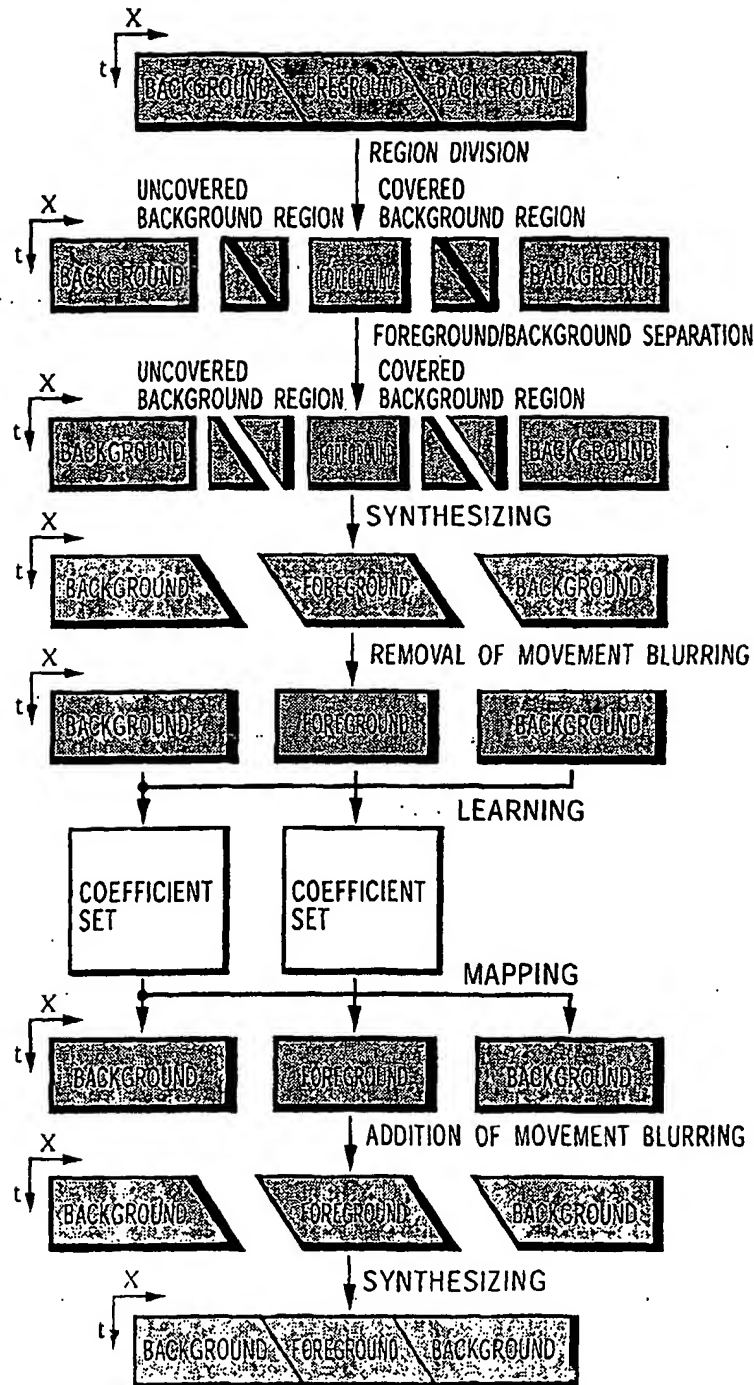 X
t
BACKGROUND FOREGROUND BACKGROUND
REGION DIVISION
UNCOVERED BACKGROUND REGION
COVERED BACKGROUND REGION
X
t
BACKGROUND FOREGROUND BACKGROUND
FOREGROUND/BACKGROUND SEPARATION
UNCOVERED BACKGROUND REGION
COVERED BACKGROUND REGION
X
t
BACKGROUND FOREGROUND BACKGROUND
SYNTHESIZING
X
t
BACKGROUND FOREGROUND BACKGROUND
REMOVAL OF MOVEMENT BLURRING
X
t
BACKGROUND FOREGROUND BACKGROUND
LEARNING
COEFFICIENT SET
COEFFICIENT SET
MAPPING
X
t
BACKGROUND FOREGROUND BACKGROUND
ADDITION OF MOVEMENT BLURRING
X
t
BACKGROUND FOREGROUND BACKGROUND
SYNTHESIZING
X
t
BACKGROUND FOREGROUND BACKGROUND